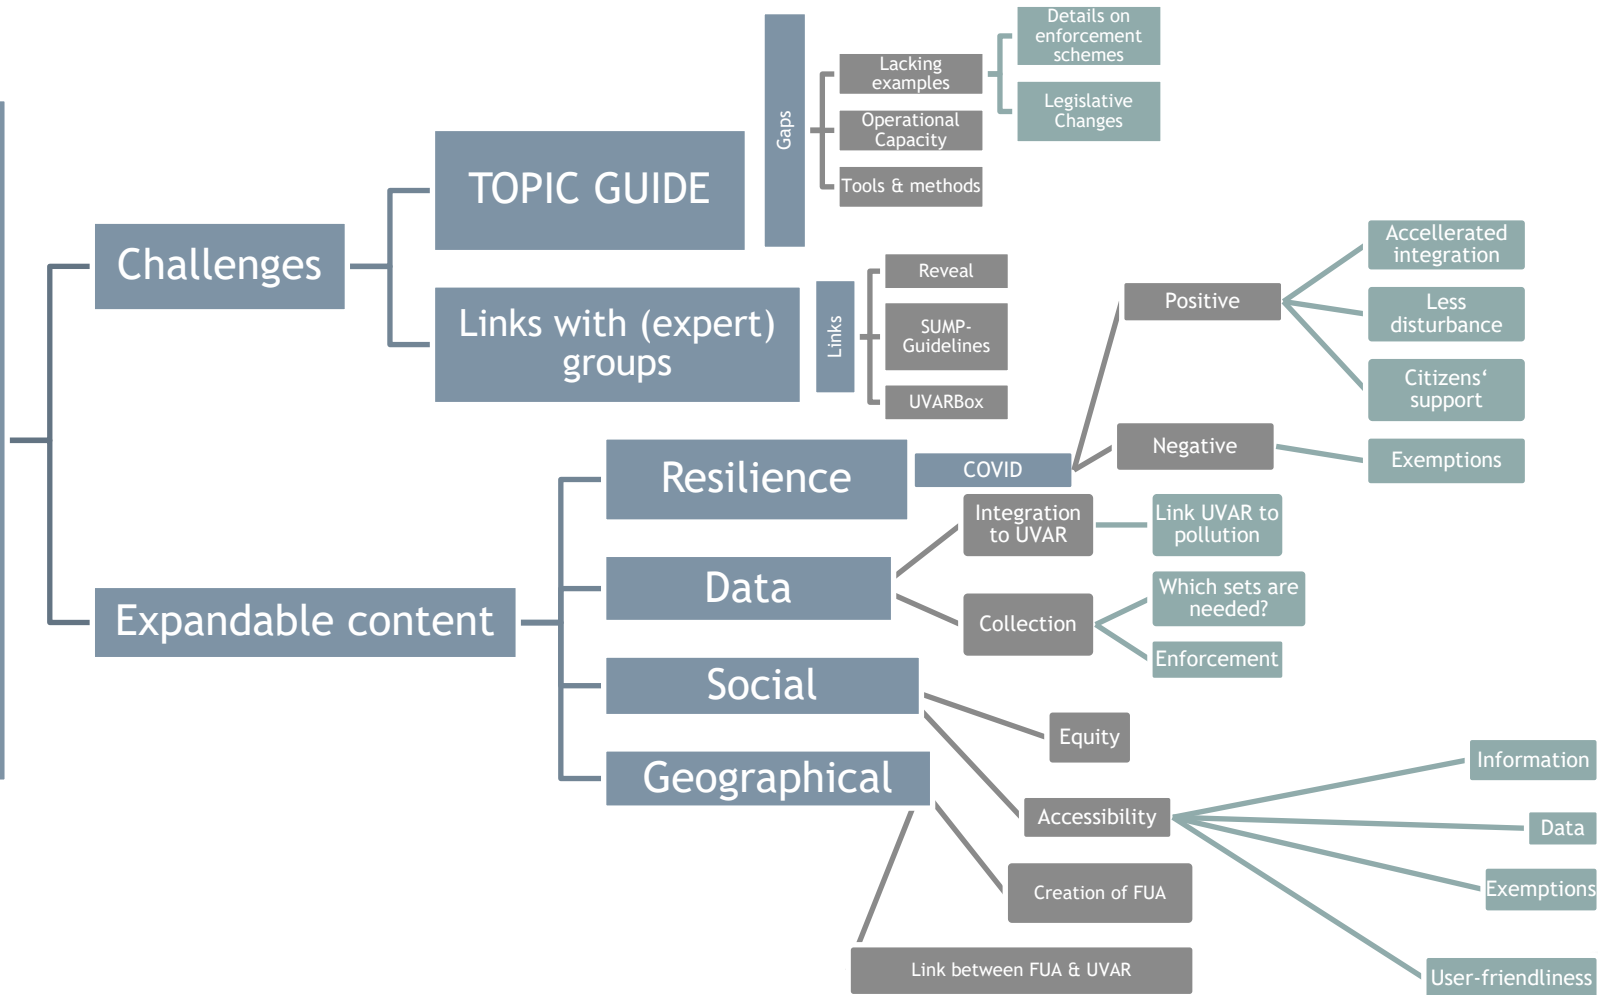 Challenges
TOPIC GUIDE
Gaps
Lacking
examples
Details on
enforcement
schemes
Legislative
Changes
Operational
Capacity
Tools & methods
Links with (expert)
groups
Links
Reveal
SUMP-
Guidelines
UVARBox
Expandable content
Resilience
COVID
Positive
Accellerated
integration
Less
disturbance
Citizens‘
support
Negative
Exemptions
Data
Integration
to UVAR
Link UVAR to
pollution
Collection
Which sets are
needed?
Enforcement
Social
Equity
Accessibility
Information
Data
Exemptions
User-friendliness
Geographical
Creation of FUA
Link between FUA & UVAR